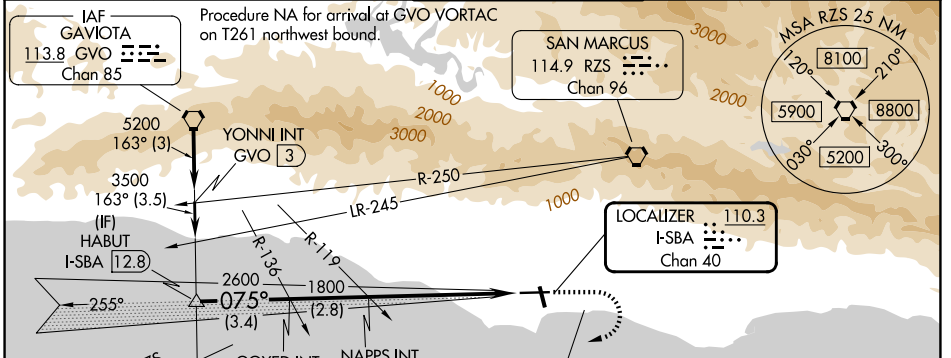 IAF
GAVIOTA
113.8 GVO
Chan 85
Procedure NA for arrival at GVO VORTAC
on T261 northwest bound.
SAN MARCUS
114.9 RZS
Chan 96
MSA RZS 25 NM
120°
8100
210°
5900
8800
030°
5200
300°
3000
2000
1000
2000
3000
1000
5200
163° (3)
YONNI INT
GVO 3
3500
163° (3.5)
(IF)
HABUT
I-SBA 12.8
R-250
LR-245
R-136
R-119
LOCALIZER 110.3
I-SBA
Chan 40
2600
1800
255°
075°
(3.4)
(2.8)
NAPPS INT